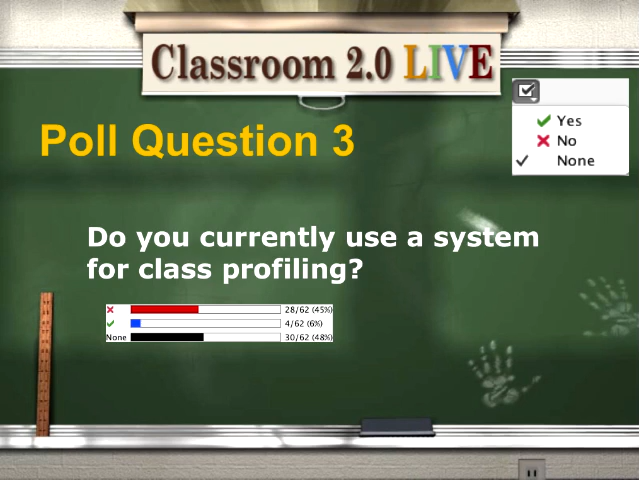 Classroom 2.0 LIVE
Yes
No
None
Poll Question 3
Do you currently use a system
for class profiling?
28/62 (45%)
4/62 (6%)
None 30/62 (48%)